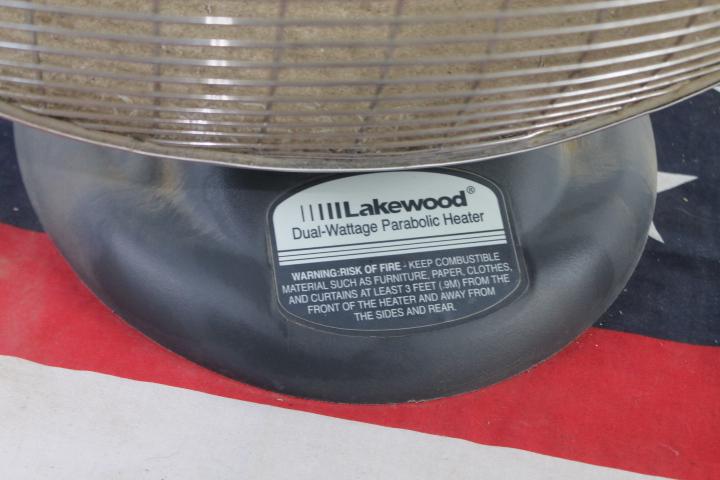 Lakewood®
Dual-Wattage Parabolic Heater
WARNING:RISK OF FIRE - KEEP COMBUSTIBLE
MATERIAL SUCH AS FURNITURE, PAPER, CLOTHES,
AND CURTAINS AT LEAST 3 FEET (.9M) FROM THE
FRONT OF THE HEATER AND AWAY FROM
THE SIDES AND REAR.